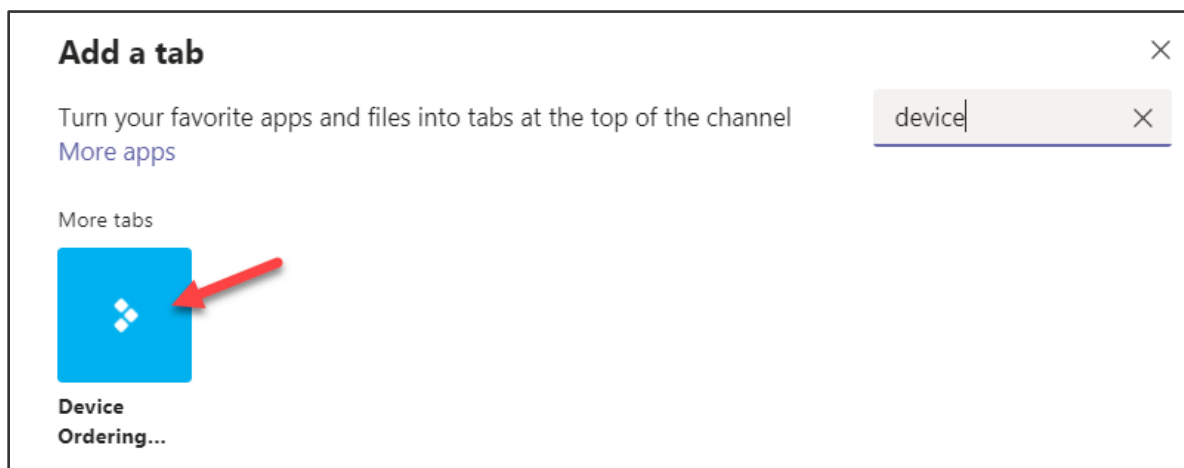 Add a tab
Turn your favorite apps and files into tabs at the top of the channel
More apps
device
More tabs
Device
Ordering...